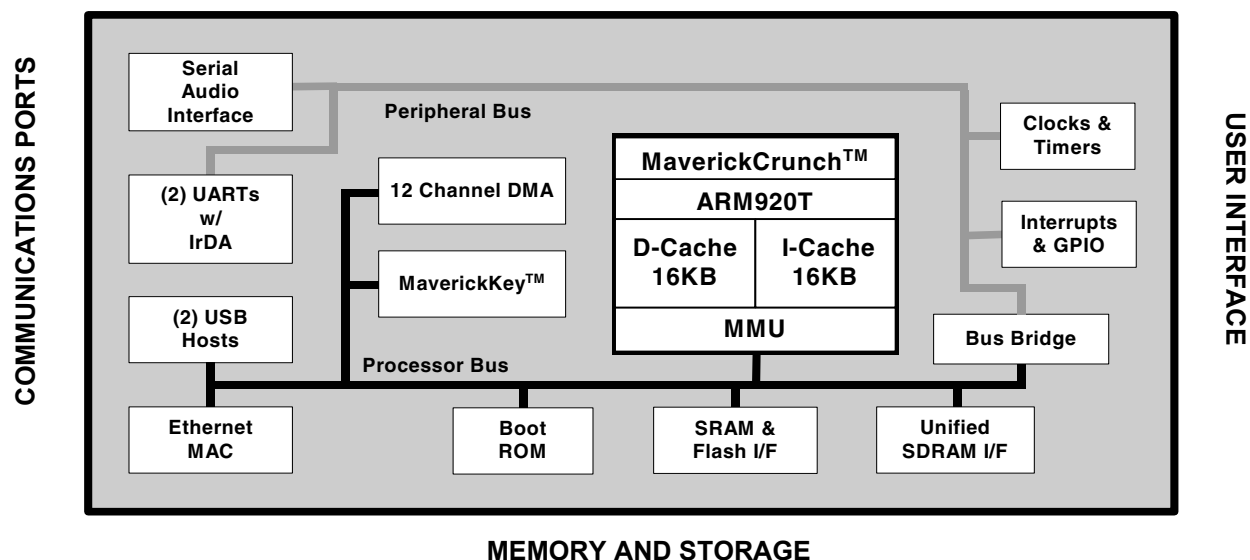 COMMUNICATIONS PORTS
Serial
Audio
Interface
Peripheral Bus
(2) UARTs
w/
IrDA
12 Channel DMA
MaverickKey™
(2) USB
Hosts
Processor Bus
MaverickCrunch™
ARM920T
D-Cache
16KB
I-Cache
16KB
MMU
Clocks &
Timers
Interrupts
& GPIO
Bus Bridge
Ethernet
MAC
Boot
ROM
SRAM &
Flash I/F
Unified
SDRAM I/F
USER INTERFACE
MEMORY AND STORAGE